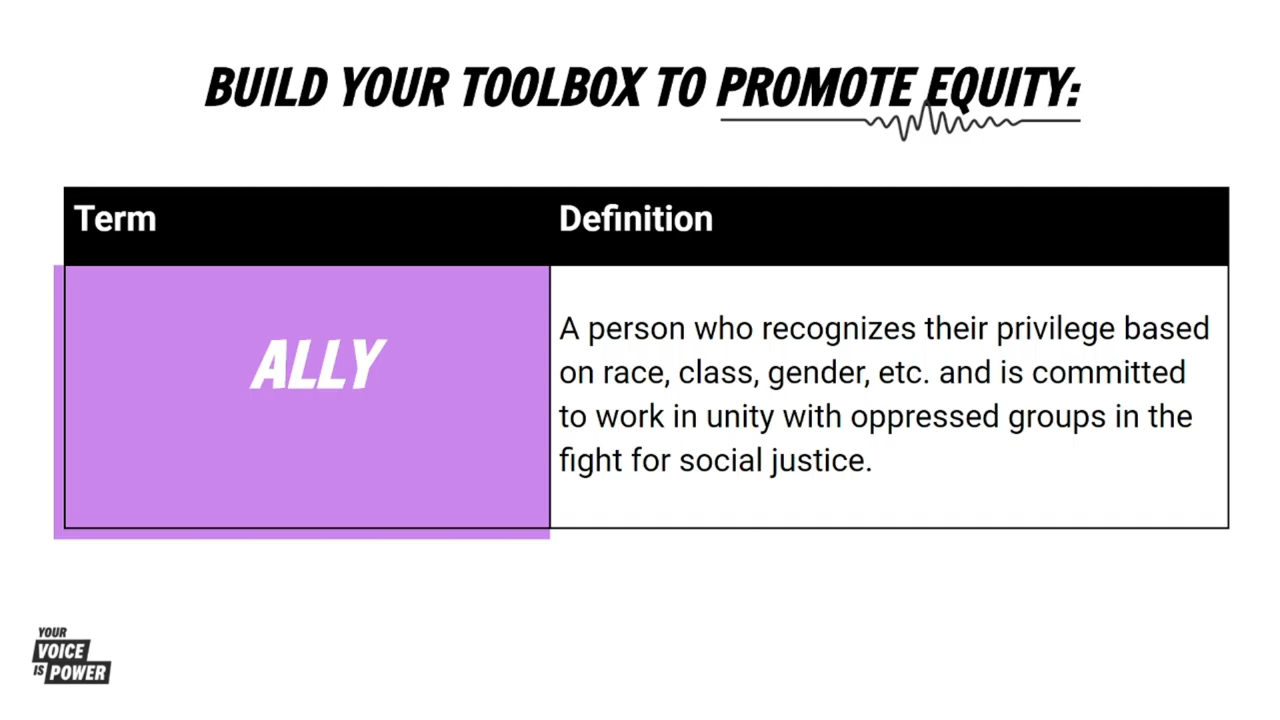 BUILD YOUR TOOLBOX TO PROMOTE EQUITY:
Term
Definition
ALLY
A person who recognizes their privilege based
on race, class, gender, etc. and is committed
to work in unity with oppressed groups in the
fight for social justice.
YOUR
VOICE
IS POWER